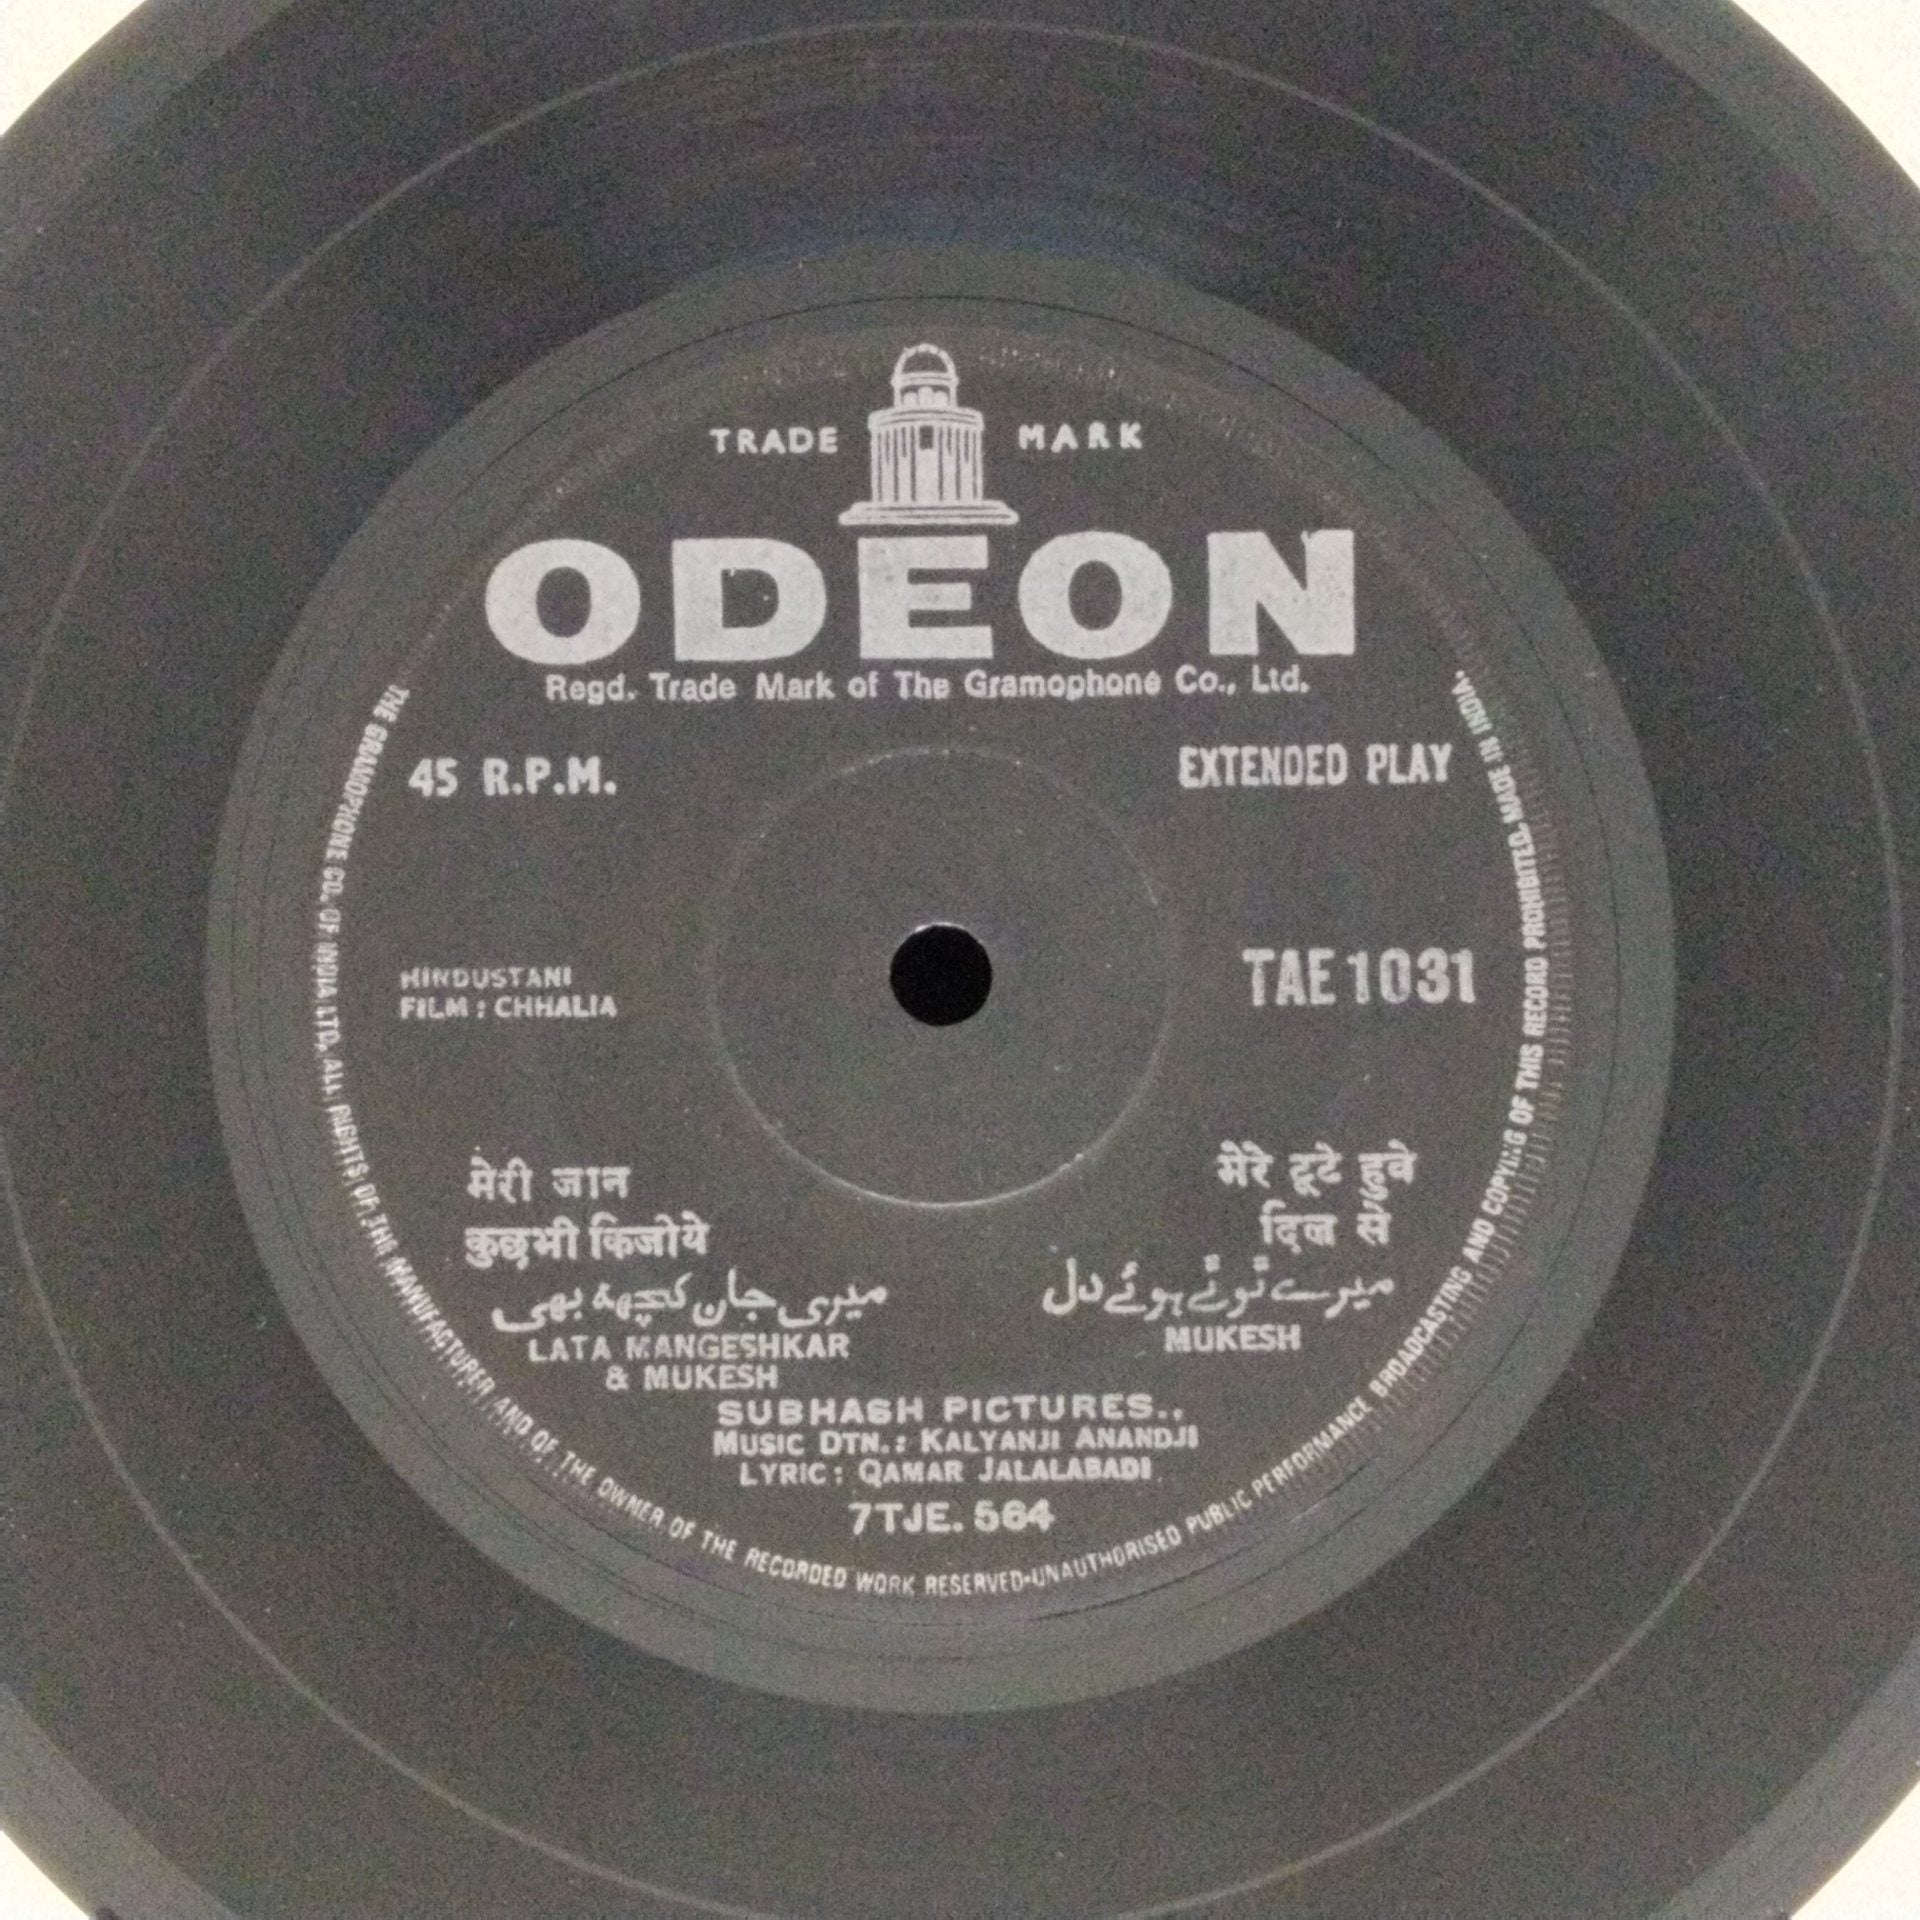 TRADE MARK
ODEON
Regd. Trade Mark of The Gramophone Co., Ltd.
45 R.P.M.
EXTENDED PLAY
HINDUSTANI
FILM : CHHALIA
TAE 1031
मेरी जान
कुछभी किजीये
میری جان کچھ بھی
LATA MANGESHKAR
& MUKESH
मेरे टूटे हुवे
दिल से
میرے ٹوٹے ہوئے دل
MUKESH
SUBHASH PICTURES..
MUSIC DTN. : KALYANJI ANANDJI
LYRIC : QAMAR JALALABADI
7TJE. 564
THE GRAMOPHONE CO. OF INDIA LTD. ALL RIGHTS OF THE MANUFACTURER AND OF THE OWNER OF THE RECORDED WORK RESERVED-UNAUTHORISED PUBLIC PERFORMANCE BROADCASTING AND COPYING OF THIS RECORD PROHIBITED. MADE IN INDIA.